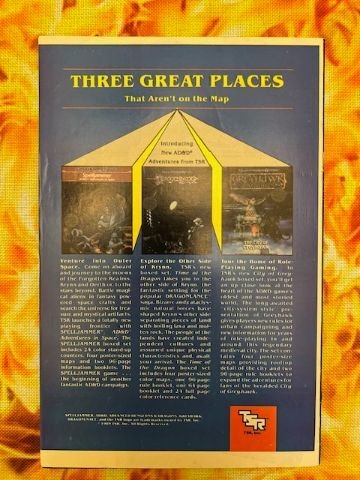 THREE GREAT PLACES
That Aren't on the Map
Introducing
New AD&D®
Adventures from TSR
Venture into Outer
Space. Come on aboard
and journey to the moons
of the Forgotten Realms,
Krynn and Oerth or to the
stars beyond. Battle magi-
cal aliens in fantasy pow-
ered space crafts and
search the universe for trea-
sure and mystical artifacts.
TSR launches a totally new
playing frontier with
SPELLJAMMER™ AD&D®
Adventures in Space. The
SPELLJAMMER boxed set
includes 24 color stand-up
counters, four poster-sized
maps and two 96-page
information booklets. The
SPELLJAMMER game . . .
the beginning of another
fantastic AD&D campaign.
Explore the Other Side
of Krynn. TSR's new
boxed set, Time of the
Dragon takes you to the
other side of Krynn, the
fantastic setting for the
popular DRAGONLANCE®
saga. Bizarre and cataclys-
mic natural forces have
shaped Krynn's other side
separating pieces of land
with boiling lava and mol-
ten rock. The people of the
lands have created inde-
pendent cultures and
assumed unique physical
characteristics and await
your arrival. The Time of
the Dragon boxed set
includes four poster-sized
color maps, one 96-page
rule booklet, one
booklet and 24 full page
color reference cards.
Tour the Home of Role-
Playing Gaming. In
TSR's new City of Grey-
hawk boxed set, you'll get
an up close look at the
heart of the AD&D game's
oldest and most storied
world. The long-awaited
"city-system style" pre-
sentation of Greyhawk
gives players new rules for
urban campaigning and
new information for years
of role-playing in and
around this legendary
medieval city. The set con-
tains four poster-size
maps providing rooftop
detail of the city and two
96 page rule booklets to
expand the adventures for
fans of the heralded City
of Greyhawk.
TSR
TSR, Inc.